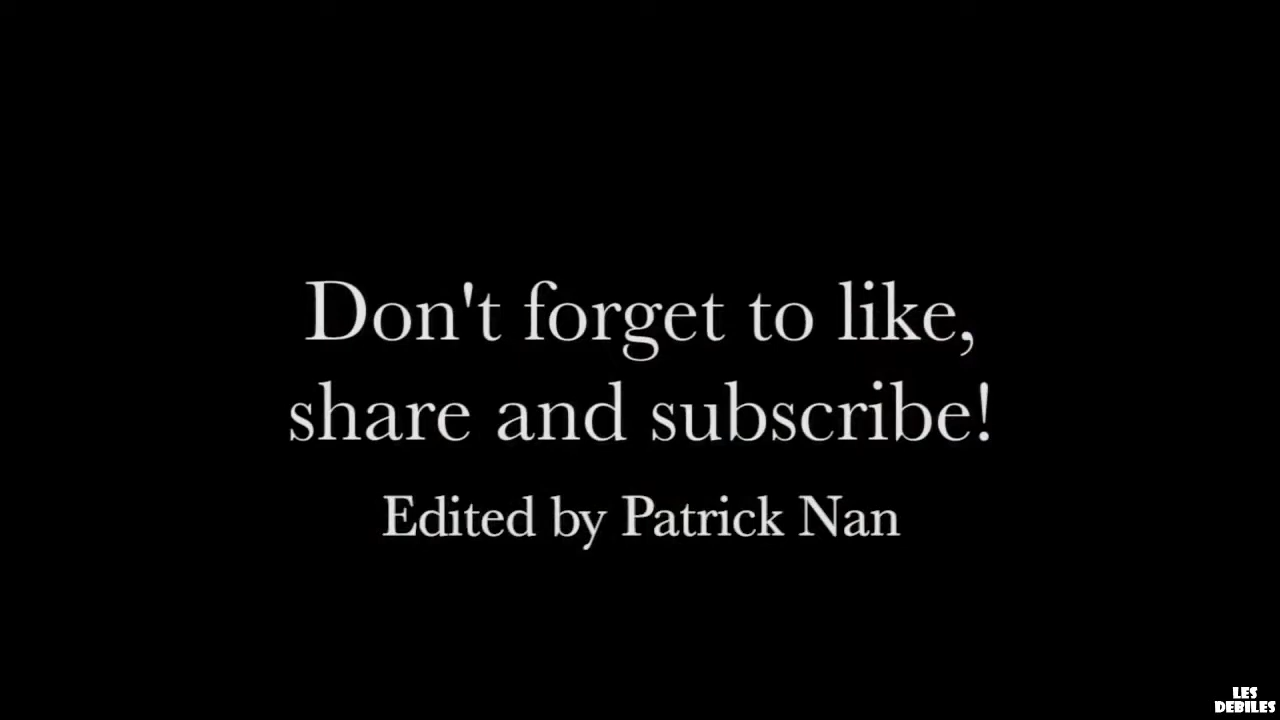 Don't forget to like,
share and subscribe!
Edited by Patrick Nan
LES
DEBILES